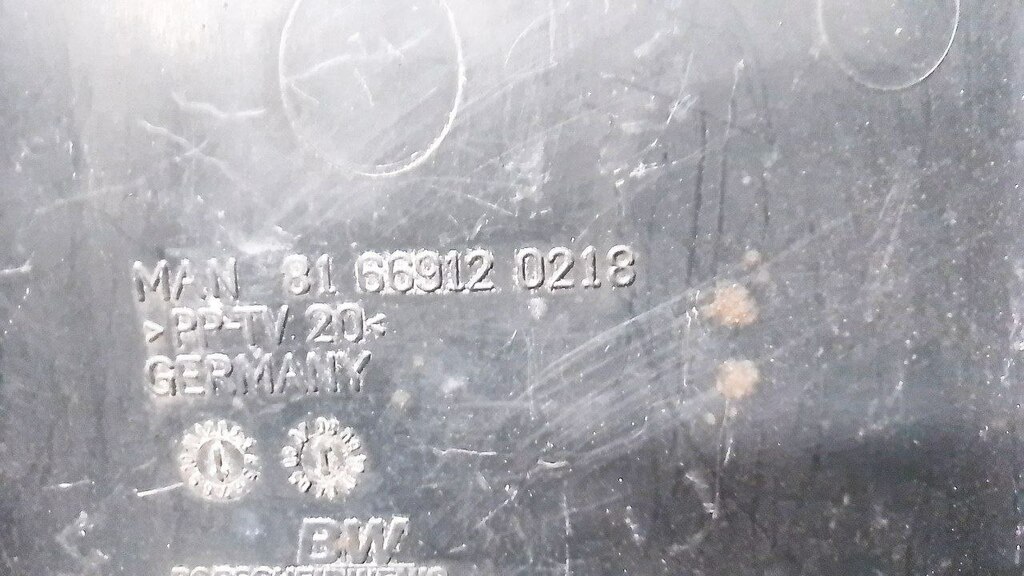 MAN 81 66912 0218
>PP-TV 20<
GERMANY
BW